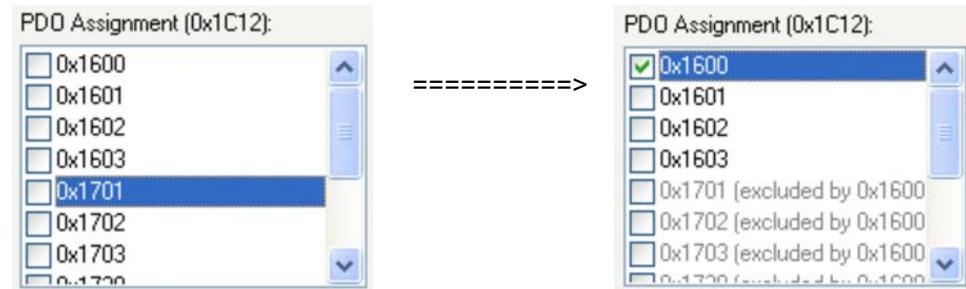 PDO Assignment (0x1C12):
0x1600
0x1601
0x1602
0x1603
0x1701
0x1702
0x1703
==========>
PDO Assignment (0x1C12):
0x1600
0x1601
0x1602
0x1603
0x1701 (excluded by 0x1600
0x1702 (excluded by 0x1600
0x1703 (excluded by 0x1600